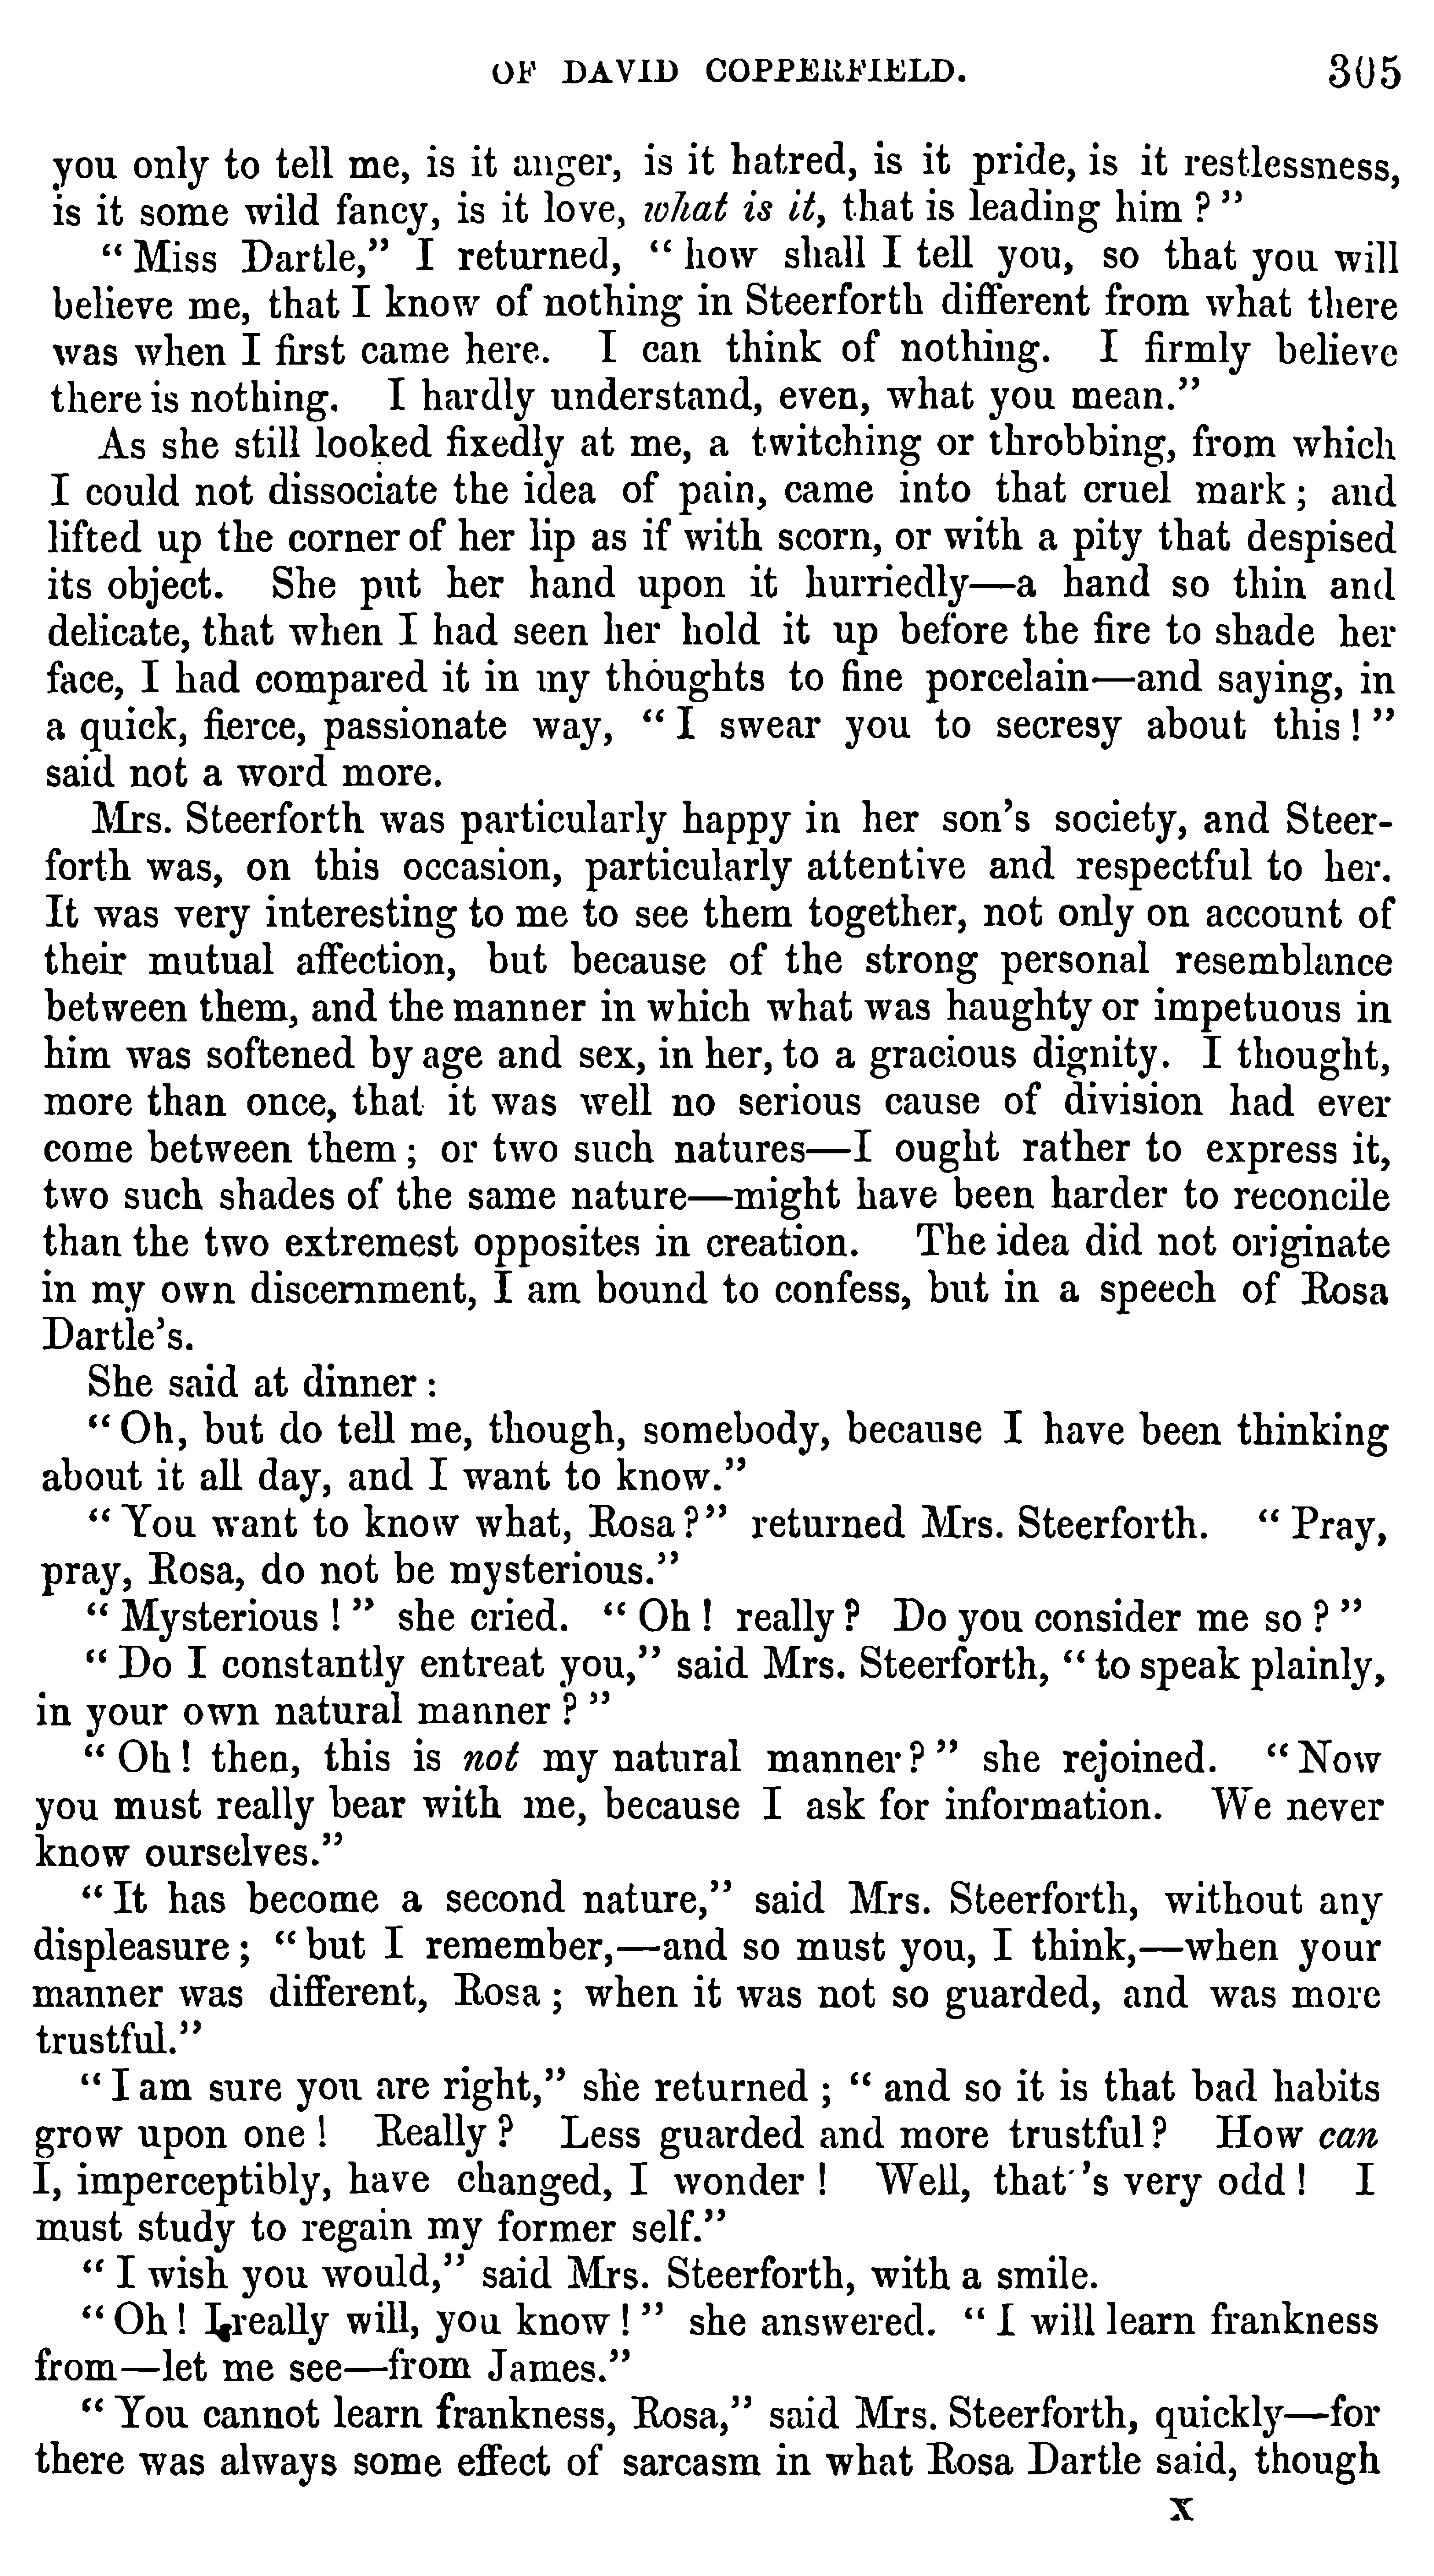 OF DAVID COPPERFIELD. 305
you only to tell me, is it anger, is it hatred, is it pride, is it restlessness,
is it some wild fancy, is it love, what is it, that is leading him?"
"Miss Dartle," I returned, "how shall I tell you, so that you will
believe me, that I know of nothing in Steerforth different from what there
was when I first came here. I can think of nothing. I firmly believe
there is nothing. I hardly understand, even, what you mean."
As she still looked fixedly at me, a twitching or throbbing, from which
I could not dissociate the idea of pain, came into that cruel mark; and
lifted up the corner of her lip as if with scorn, or with a pity that despised
its object. She put her hand upon it hurriedly—a hand so thin and
delicate, that when I had seen her hold it up before the fire to shade her
face, I had compared it in my thoughts to fine porcelain—and saying, in
a quick, fierce, passionate way, "I swear you to secresy about this!"
said not a word more.
Mrs. Steerforth was particularly happy in her son's society, and Steer-
forth was, on this occasion, particularly attentive and respectful to her.
It was very interesting to me to see them together, not only on account of
their mutual affection, but because of the strong personal resemblance
between them, and the manner in which what was haughty or impetuous in
him was softened by age and sex, in her, to a gracious dignity. I thought,
more than once, that it was well no serious cause of division had ever
come between them; or two such natures—I ought rather to express it,
two such shades of the same nature—might have been harder to reconcile
than the two extremest opposites in creation. The idea did not originate
in my own discernment, I am bound to confess, but in a speech of Rosa
Dartle's.
She said at dinner:
"Oh, but do tell me, though, somebody, because I have been thinking
about it all day, and I want to know."
"You want to know what, Rosa?" returned Mrs. Steerforth. "Pray,
pray, Rosa, do not be mysterious."
"Mysterious!" she cried. "Oh! really? Do you consider me so?"
"Do I constantly entreat you," said Mrs. Steerforth, "to speak plainly,
in your own natural manner?"
"Oh! then, this is not my natural manner?" she rejoined. "Now
you must really bear with me, because I ask for information. We never
know ourselves."
"It has become a second nature," said Mrs. Steerforth, without any
displeasure; "but I remember,—and so must you, I think,—when your
manner was different, Rosa; when it was not so guarded, and was more
trustful."
"I am sure you are right," she returned; "and so it is that bad habits
grow upon one! Really? Less guarded and more trustful? How can
I, imperceptibly, have changed, I wonder! Well, that's very odd! I
must study to regain my former self."
"I wish you would," said Mrs. Steerforth, with a smile.
"Oh! I really will, you know!" she answered. "I will learn frankness
from—let me see—from James."
"You cannot learn frankness, Rosa," said Mrs. Steerforth, quickly—for
there was always some effect of sarcasm in what Rosa Dartle said, though
X